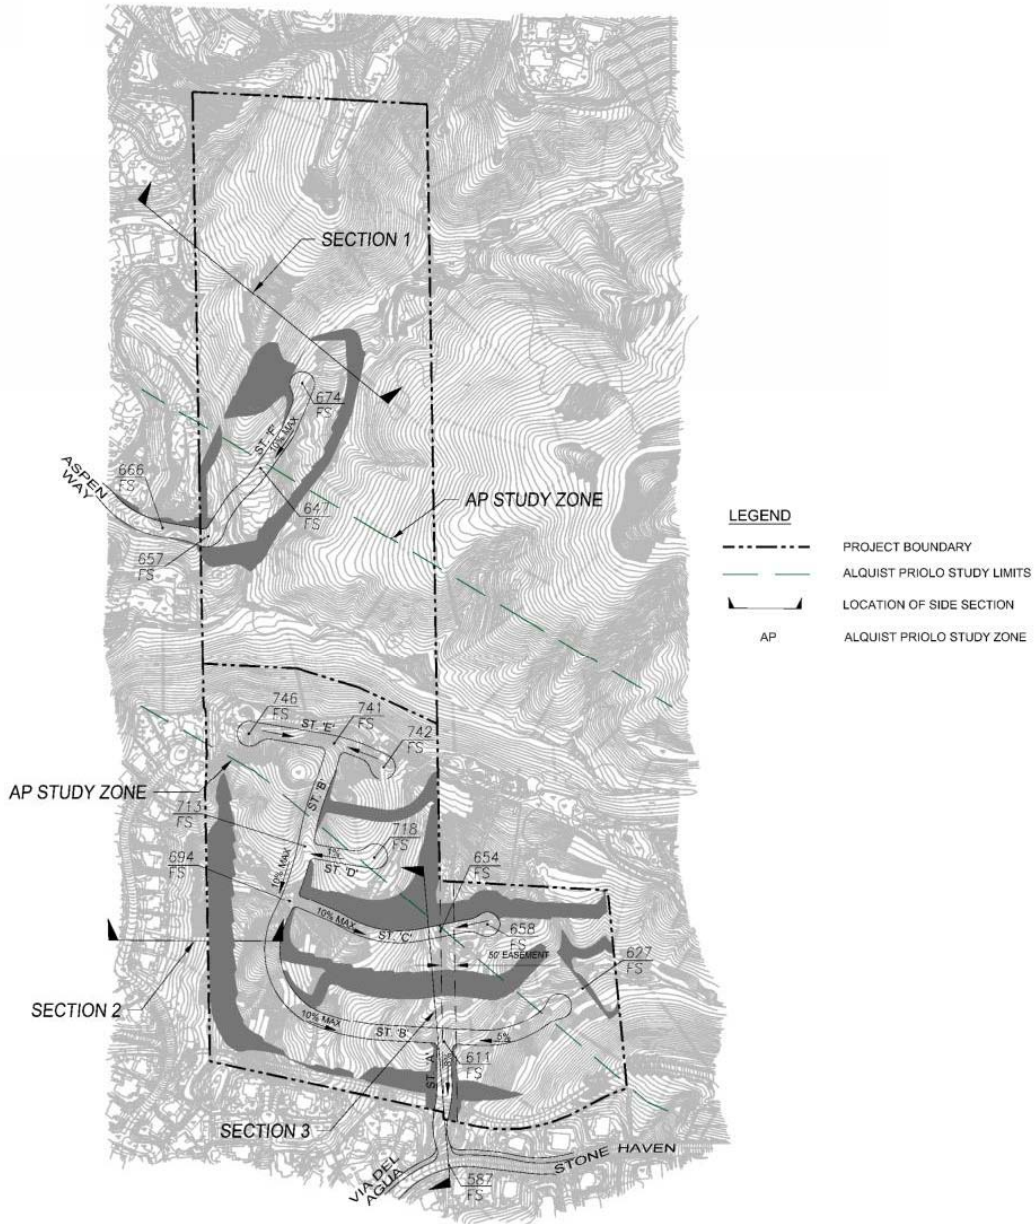 SECTION 1
674
FS
ST. 'F'
10% MAX
ASPEN
WAY
666
FS
647
FS
657
FS
AP STUDY ZONE
LEGEND
PROJECT BOUNDARY
ALQUIST PRIOLO STUDY LIMITS
LOCATION OF SIDE SECTION
AP
ALQUIST PRIOLO STUDY ZONE
746
FS
ST. 'E'
741
FS
742
FS
AP STUDY ZONE
ST. 'B'
713
FS
1%
ST. 'D'
718
FS
694
FS
10% MAX
654
FS
10% MAX
ST. 'C'
658
FS
50' EASEMENT
627
FS
SECTION 2
10% MAX
ST. 'B'
5%
ST. 'A'
611
FS
SECTION 3
VIA DEL
AGUA
STONE HAVEN
587
FS